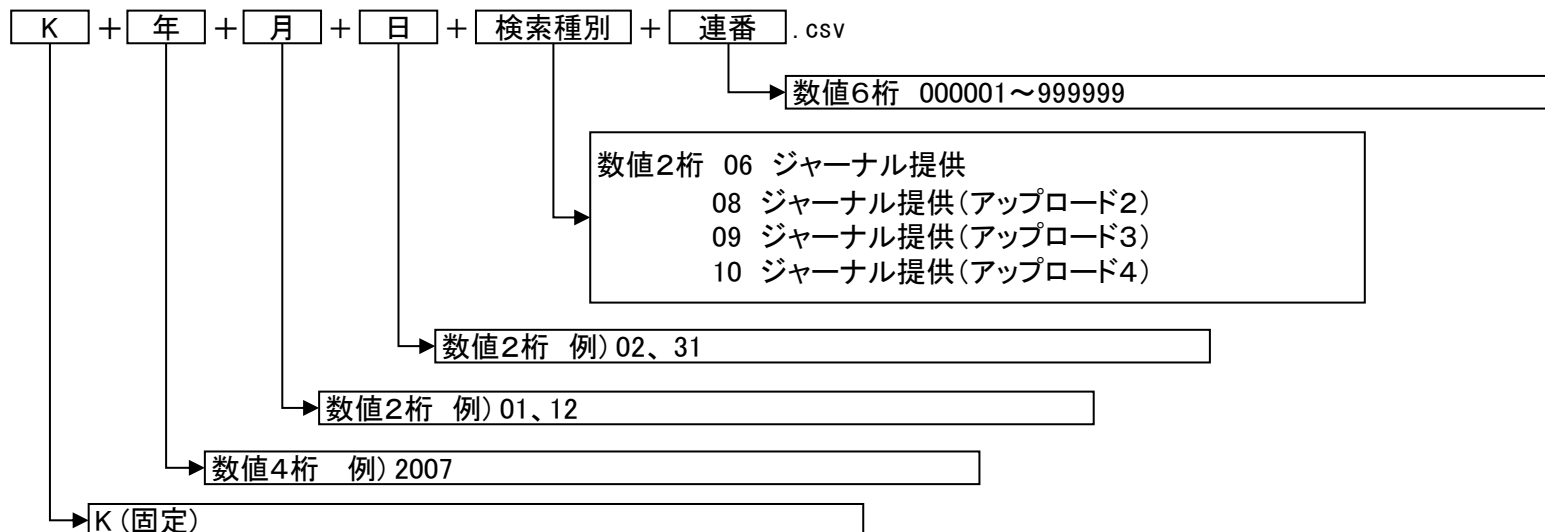 K＋年＋月＋日＋検索種別＋連番.csv
数値６桁 000001～999999
数値２桁 06 ジャーナル提供
08 ジャーナル提供（アップロード２）
09 ジャーナル提供（アップロード３）
10 ジャーナル提供（アップロード４）
数値２桁 例）02、31
数値２桁 例）01、12
数値４桁 例）2007
K（固定）